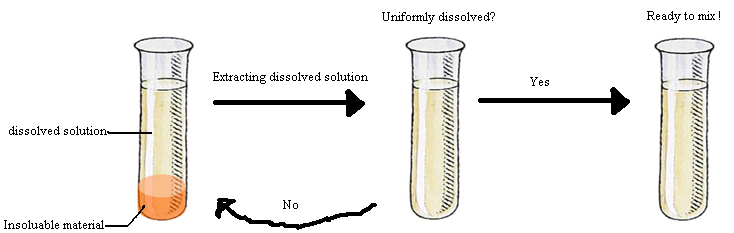 Uniformly dissolved?
Ready to mix!
Extracting dissolved solution
Yes
dissolved solution
No
Insoluable material